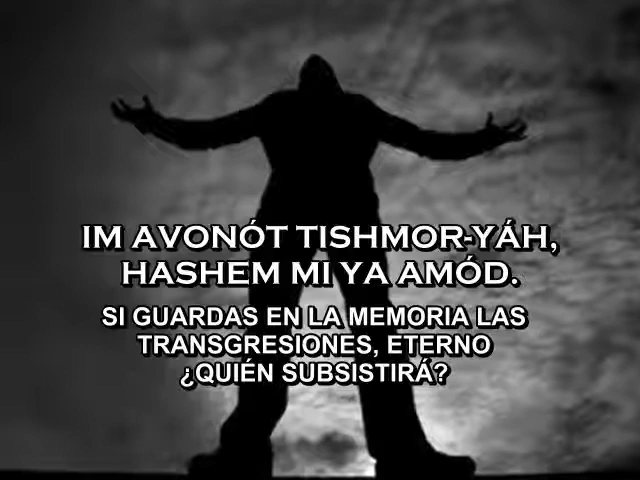 IM AVONÓT TISHMOR-YÁH,
HASHEM MI YA AMÓD.
SI GUARDAS EN LA MEMORIA LAS
TRANSGRESIONES, ETERNO
¿QUIÉN SUBSISTIRÁ?